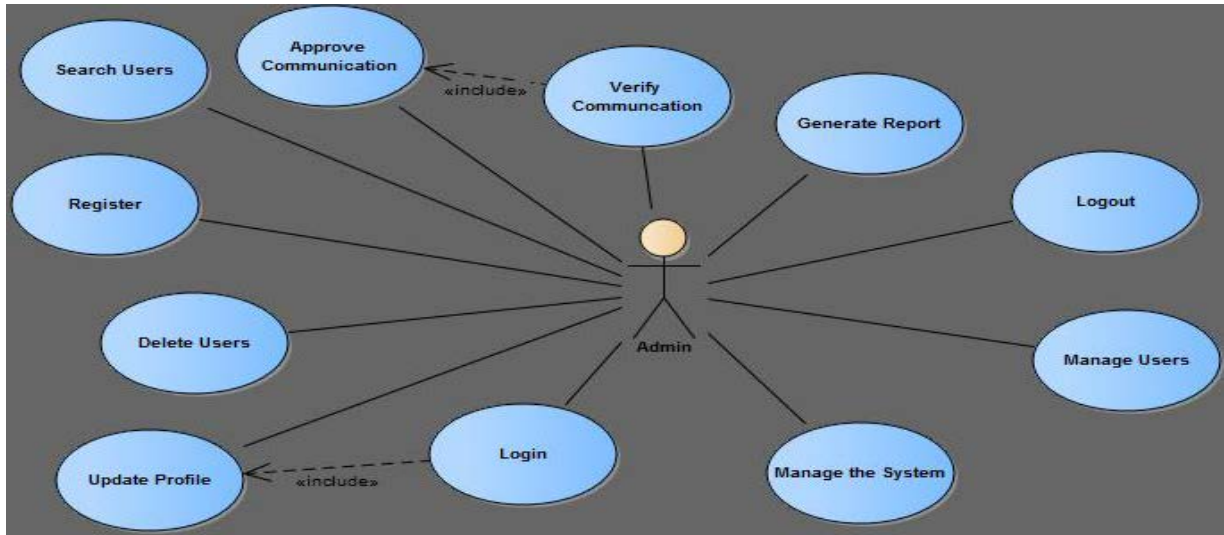 Search Users
Approve
Communication
«include»
Verify
Communcation
Generate Report
Register
Logout
Delete Users
Admin
Manage Users
Update Profile
«include»
Login
Manage the System